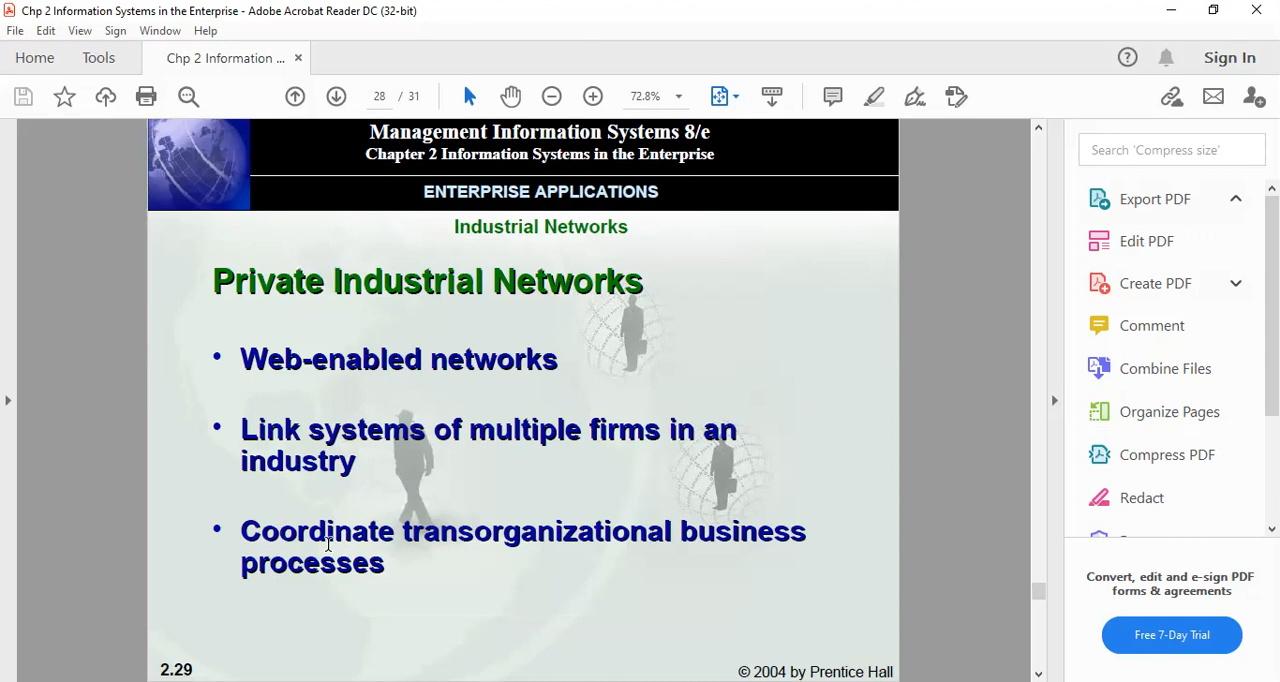 Chp 2 Information Systems in the Enterprise - Adobe Acrobat Reader DC (32-bit)
File Edit View Sign Window Help
Home Tools Chp 2 Information ... × Sign In
28 / 31 72.8%
Management Information Systems 8/e
Chapter 2 Information Systems in the Enterprise
ENTERPRISE APPLICATIONS
Industrial Networks
Private Industrial Networks
• Web-enabled networks
• Link systems of multiple firms in an
industry
• Coordinate transorganizational business
processes
2.29
© 2004 by Prentice Hall
Search 'Compress size'
Export PDF
Edit PDF
Create PDF
Comment
Combine Files
Organize Pages
Compress PDF
Redact
Convert, edit and e-sign PDF
forms & agreements
Free 7-Day Trial